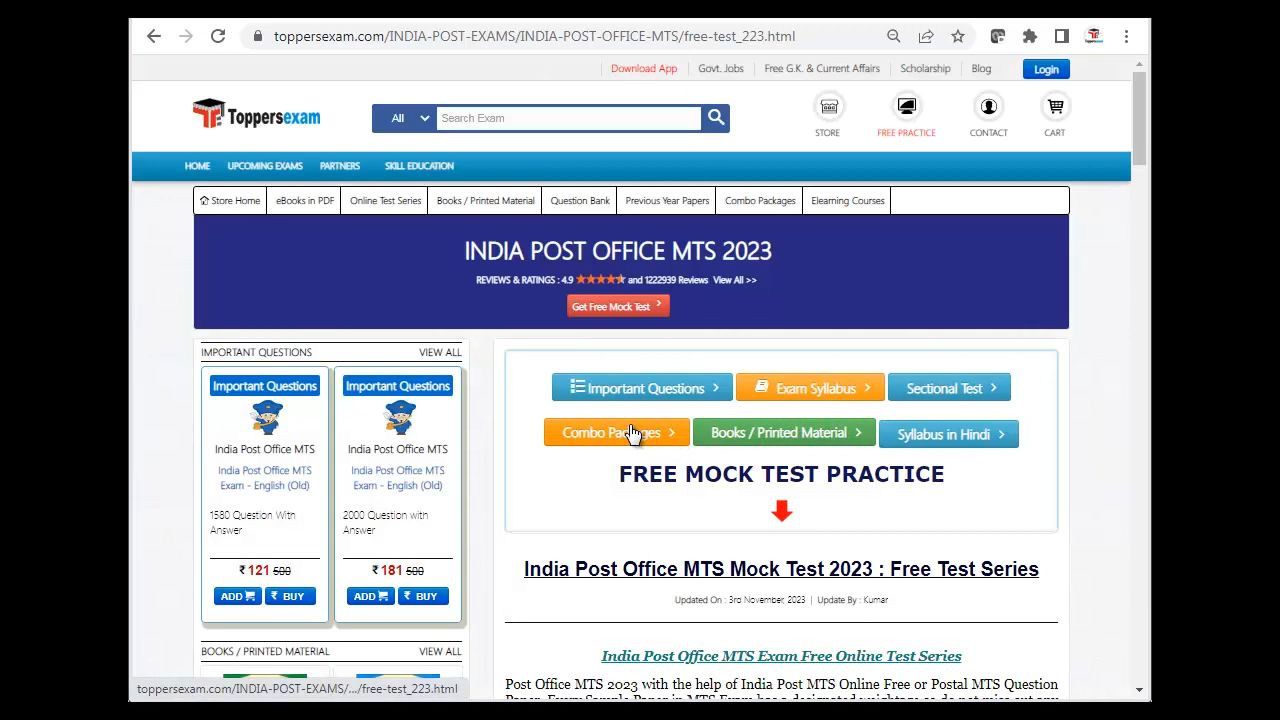 toppersexam.com/INDIA-POST-EXAMS/INDIA-POST-OFFICE-MTS/free-test_223.html
Download App Govt. Jobs Free G.K. & Current Affairs Scholarship Blog Login
Toppersexam
All Search Exam
STORE FREE PRACTICE CONTACT CART
HOME UPCOMING EXAMS PARTNERS SKILL EDUCATION
Store Home eBooks in PDF Online Test Series Books / Printed Material Question Bank Previous Year Papers Combo Packages Elearning Courses
INDIA POST OFFICE MTS 2023
REVIEWS & RATINGS : 4.9 and 1222939 Reviews View All >>
Get Free Mock Test
IMPORTANT QUESTIONS VIEW ALL
Important Questions
India Post Office MTS
India Post Office MTS
Exam - English (Old)
1580 Question With
Answer
₹ 121 500
ADD ₹ BUY
Important Questions
India Post Office MTS
India Post Office MTS
Exam - English (Old)
2000 Question with
Answer
₹ 181 500
ADD ₹ BUY
BOOKS / PRINTED MATERIAL VIEW ALL
Important Questions Exam Syllabus Sectional Test
Combo Books / Printed Material Syllabus in Hindi
FREE MOCK TEST PRACTICE
India Post Office MTS Mock Test 2023 : Free Test Series
Updated On : 3rd November, 2023 | Update By : Kumar
India Post Office MTS Exam Free Online Test Series
Post Office MTS 2023 with the help of India Post MTS Online Free or Postal MTS Question
toppersexam.com/INDIA-POST-EXAMS/.../free-test_223.html